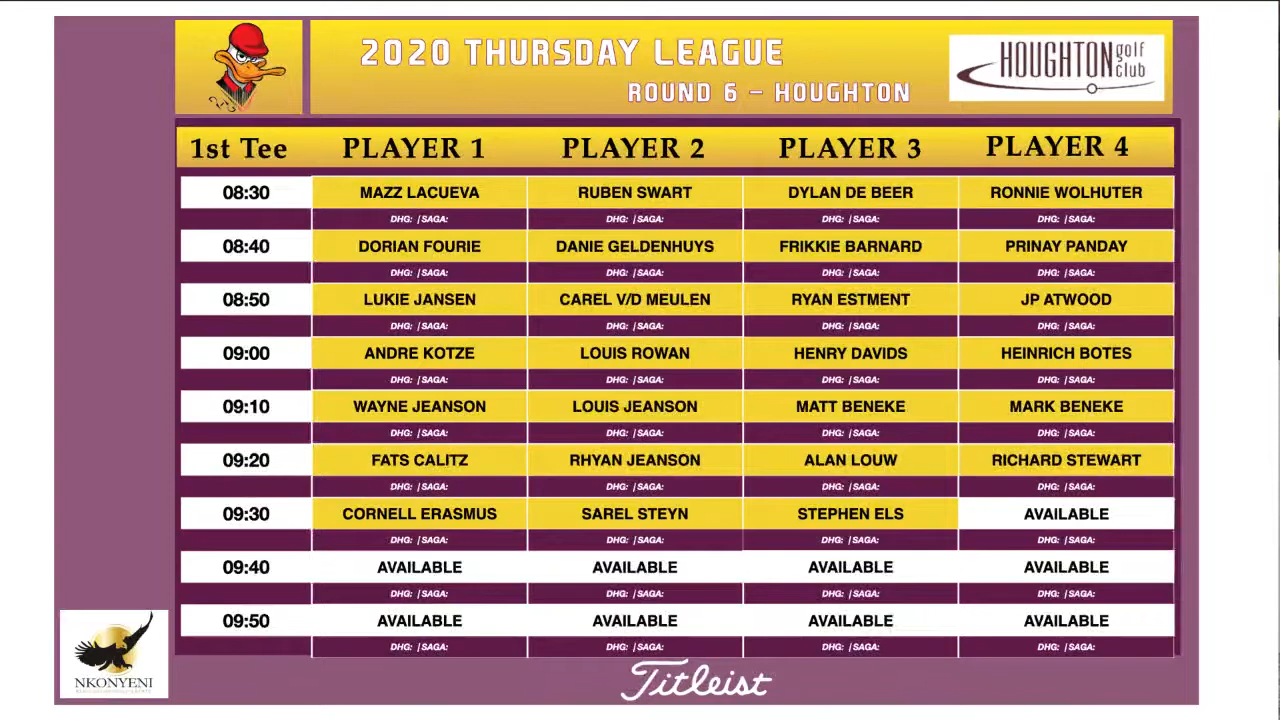 2020 THURSDAY LEAGUE
ROUND 6 – HOUGHTON
HOUGHTON golf club
1st Tee PLAYER 1 PLAYER 2 PLAYER 3 PLAYER 4
08:30 MAZZ LACUEVA RUBEN SWART DYLAN DE BEER RONNIE WOLHUTER
DHG: |SAGA: DHG: |SAGA: DHG: |SAGA: DHG: |SAGA:
08:40 DORIAN FOURIE DANIE GELDENHUYS FRIKKIE BARNARD PRINAY PANDAY
DHG: |SAGA: DHG: |SAGA: DHG: |SAGA: DHG: |SAGA:
08:50 LUKIE JANSEN CAREL V/D MEULEN RYAN ESTMENT JP ATWOOD
DHG: |SAGA: DHG: |SAGA: DHG: |SAGA: DHG: |SAGA:
09:00 ANDRE KOTZE LOUIS ROWAN HENRY DAVIDS HEINRICH BOTES
DHG: |SAGA: DHG: |SAGA: DHG: |SAGA: DHG: |SAGA:
09:10 WAYNE JEANSON LOUIS JEANSON MATT BENEKE MARK BENEKE
DHG: |SAGA: DHG: |SAGA: DHG: |SAGA: DHG: |SAGA:
09:20 FATS CALITZ RHYAN JEANSON ALAN LOUW RICHARD STEWART
DHG: |SAGA: DHG: |SAGA: DHG: |SAGA: DHG: |SAGA:
09:30 CORNELL ERASMUS SAREL STEYN STEPHEN ELS AVAILABLE
DHG: |SAGA: DHG: |SAGA: DHG: |SAGA: DHG: |SAGA:
09:40 AVAILABLE AVAILABLE AVAILABLE AVAILABLE
DHG: |SAGA: DHG: |SAGA: DHG: |SAGA: DHG: |SAGA:
09:50 AVAILABLE AVAILABLE AVAILABLE AVAILABLE
DHG: |SAGA: DHG: |SAGA: DHG: |SAGA: DHG: |SAGA:
NKONYENI
Titleist